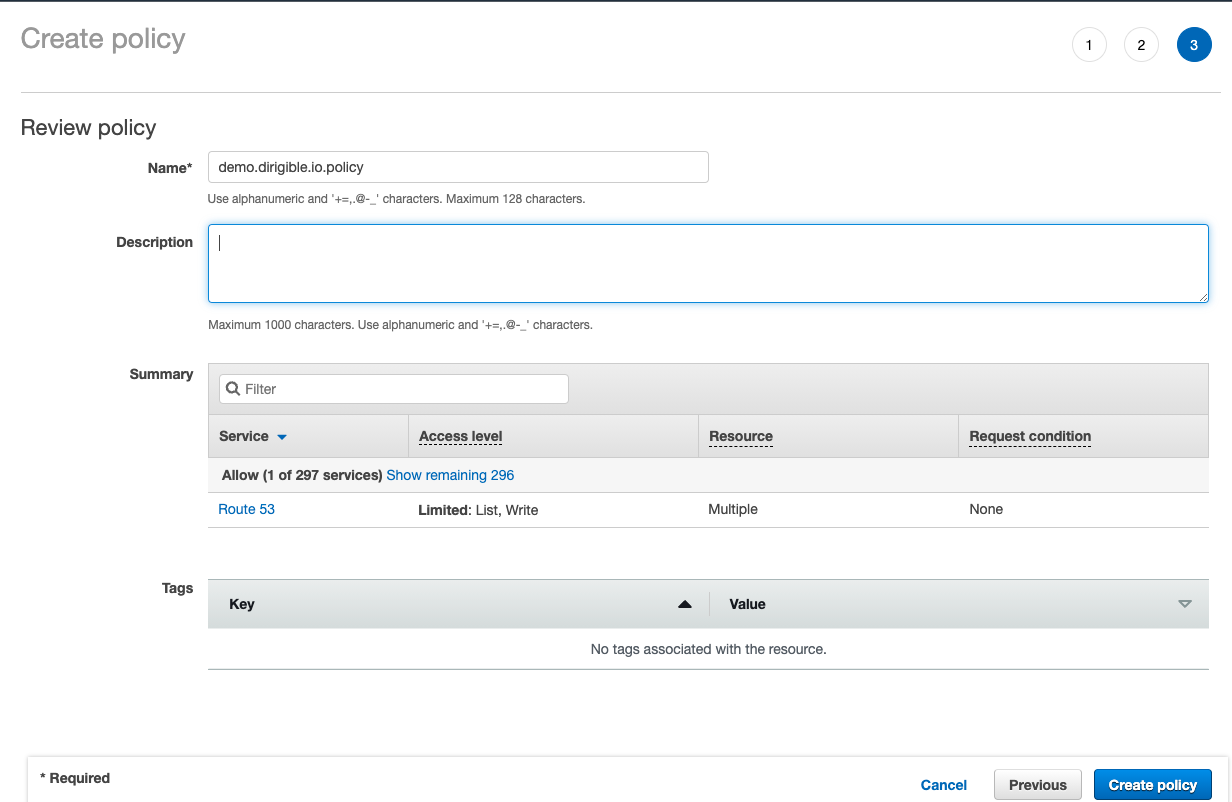 Create policy
1 2 3
Review policy
Name* demo.dirigible.io.policy
Use alphanumeric and '+=,.@-_' characters. Maximum 128 characters.
Description
Maximum 1000 characters. Use alphanumeric and '+=,.@-_' characters.
Summary
Filter
Service Access level Resource Request condition
Allow (1 of 297 services) Show remaining 296
Route 53 Limited: List, Write Multiple None
Tags
Key Value
No tags associated with the resource.
* Required
Cancel Previous Create policy